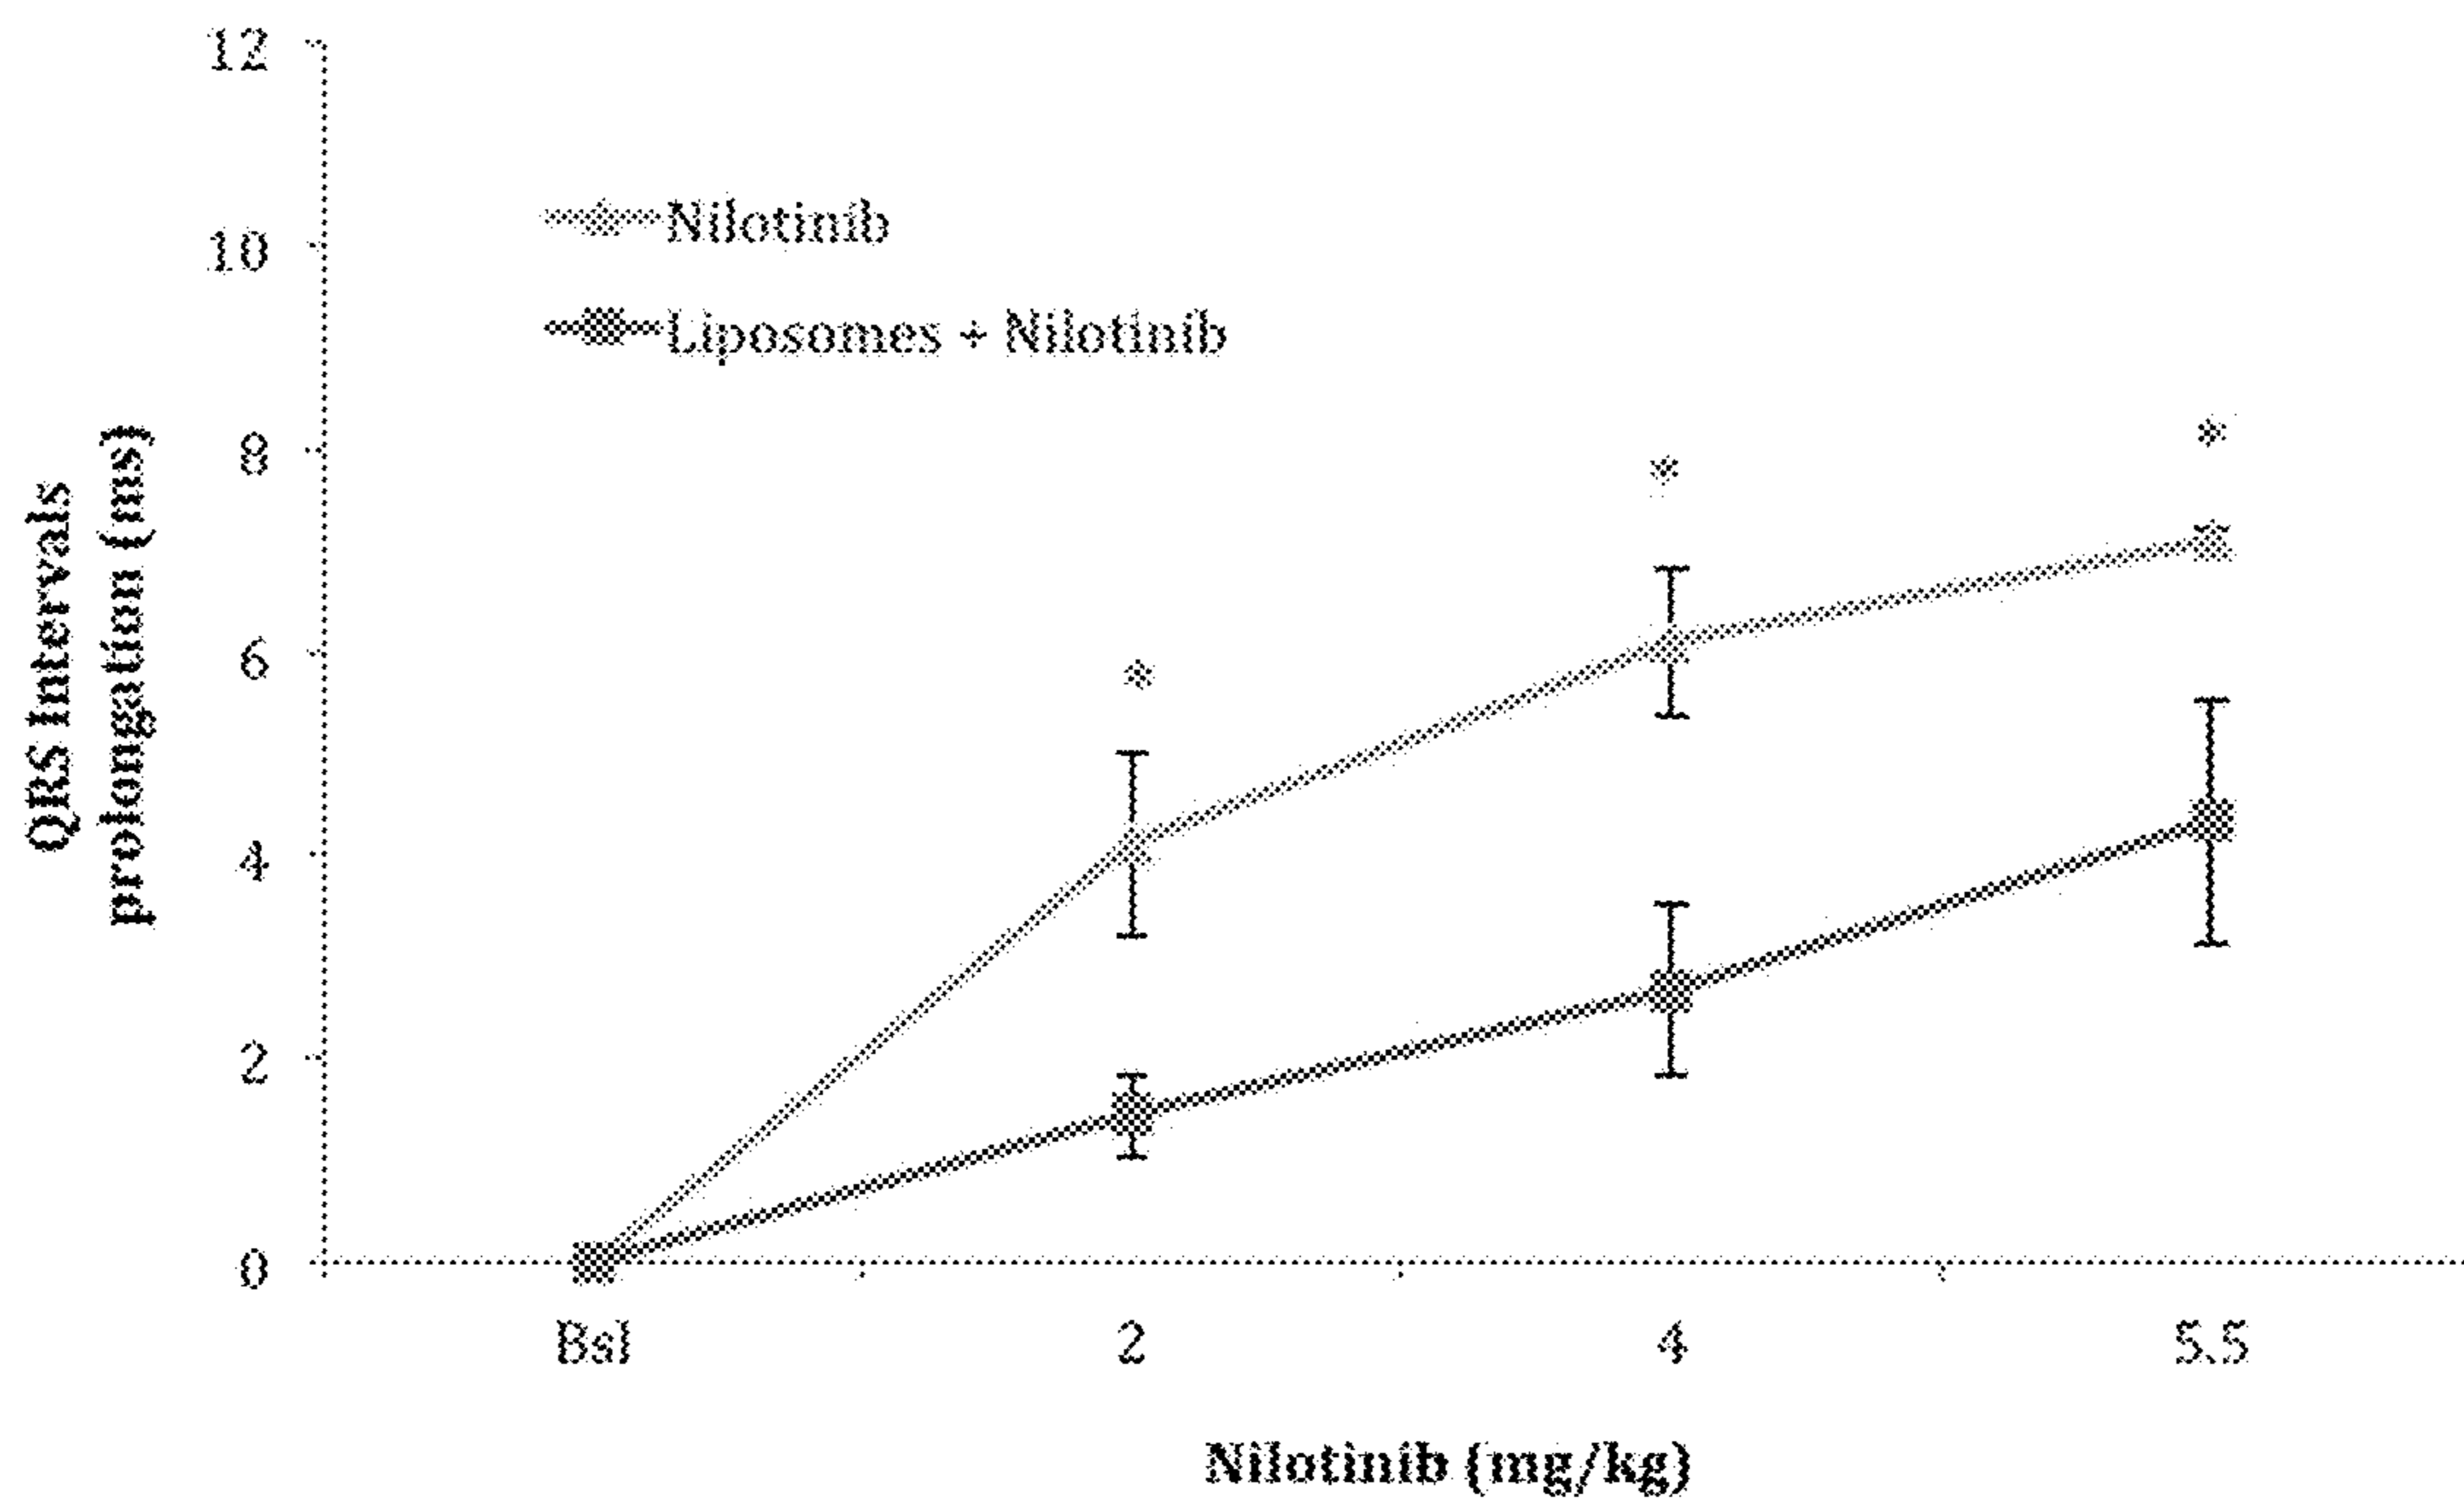 12
10
8
6
4
2
0
QRS Intervals
prolongation (ms)
Nilotinib
Liposomes + Nilotinib
*
*
*
Bsl 2 4 5.5
Nilotinib (mg/kg)